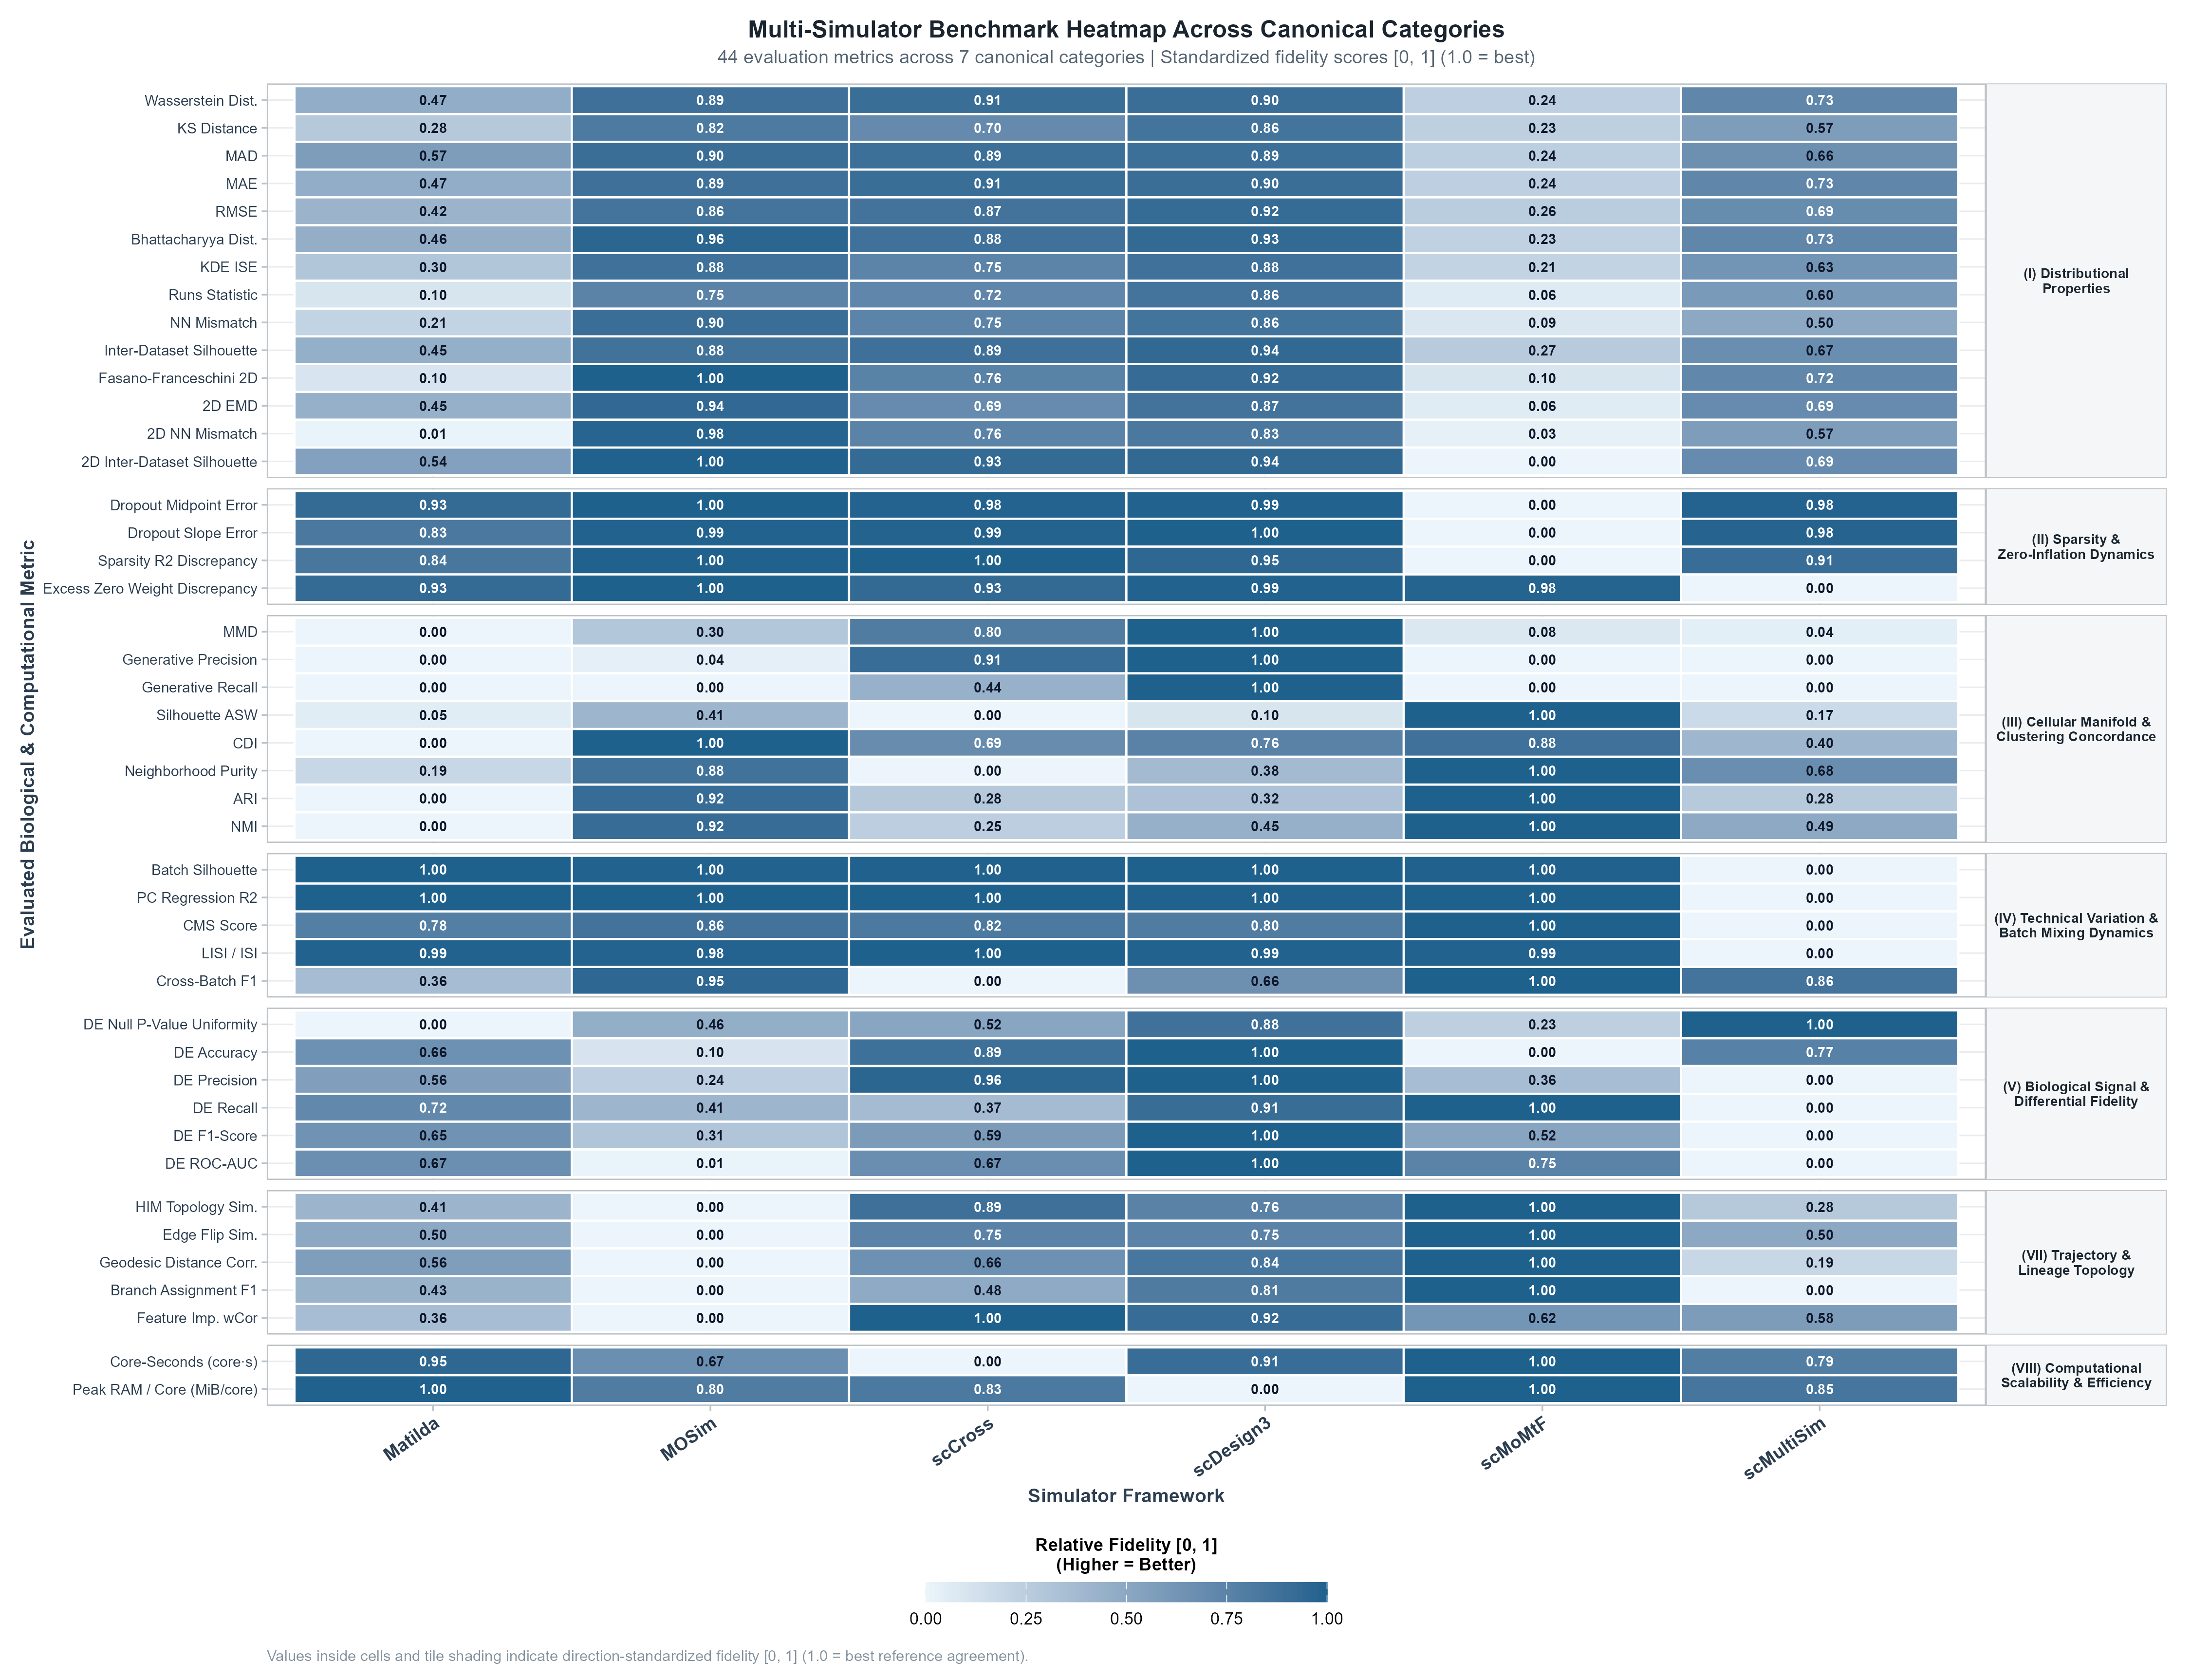 Multi-Simulator Benchmark Heatmap Across Canonical Categories
44 evaluation metrics across 7 canonical categories | Standardized fidelity scores [0, 1] (1.0 = best)
Evaluated Biological & Computational Metric
Wasserstein Dist. 0.47 0.89 0.91 0.90 0.24 0.73
KS Distance 0.28 0.82 0.70 0.86 0.23 0.57
MAD 0.57 0.90 0.89 0.89 0.24 0.66
MAE 0.47 0.89 0.91 0.90 0.24 0.73
RMSE 0.42 0.86 0.87 0.92 0.26 0.69
Bhattacharyya Dist. 0.46 0.96 0.88 0.93 0.23 0.73
KDE ISE 0.30 0.88 0.75 0.88 0.21 0.63
Runs Statistic 0.10 0.75 0.72 0.86 0.06 0.60
NN Mismatch 0.21 0.90 0.75 0.86 0.09 0.50
Inter-Dataset Silhouette 0.45 0.88 0.89 0.94 0.27 0.67
Fasano-Franceschini 2D 0.10 1.00 0.76 0.92 0.10 0.72
2D EMD 0.45 0.94 0.69 0.87 0.06 0.69
2D NN Mismatch 0.01 0.98 0.76 0.83 0.03 0.57
2D Inter-Dataset Silhouette 0.54 1.00 0.93 0.94 0.00 0.69
(I) Distributional
Properties
Dropout Midpoint Error 0.93 1.00 0.98 0.99 0.00 0.98
Dropout Slope Error 0.83 0.99 0.99 1.00 0.00 0.98
Sparsity R2 Discrepancy 0.84 1.00 1.00 0.95 0.00 0.91
Excess Zero Weight Discrepancy 0.93 1.00 0.93 0.99 0.98 0.00
(II) Sparsity &
Zero-Inflation Dynamics
MMD 0.00 0.30 0.80 1.00 0.08 0.04
Generative Precision 0.00 0.04 0.91 1.00 0.00 0.00
Generative Recall 0.00 0.00 0.44 1.00 0.00 0.00
Silhouette ASW 0.05 0.41 0.00 0.10 1.00 0.17
CDI 0.00 1.00 0.69 0.76 0.88 0.40
Neighborhood Purity 0.19 0.88 0.00 0.38 1.00 0.68
ARI 0.00 0.92 0.28 0.32 1.00 0.28
NMI 0.00 0.92 0.25 0.45 1.00 0.49
(III) Cellular Manifold &
Clustering Concordance
Batch Silhouette 1.00 1.00 1.00 1.00 1.00 0.00
PC Regression R2 1.00 1.00 1.00 1.00 1.00 0.00
CMS Score 0.78 0.86 0.82 0.80 1.00 0.00
LISI / ISI 0.99 0.98 1.00 0.99 0.99 0.00
Cross-Batch F1 0.36 0.95 0.00 0.66 1.00 0.86
(IV) Technical Variation &
Batch Mixing Dynamics
DE Null P-Value Uniformity 0.00 0.46 0.52 0.88 0.23 1.00
DE Accuracy 0.66 0.10 0.89 1.00 0.00 0.77
DE Precision 0.56 0.24 0.96 1.00 0.36 0.00
DE Recall 0.72 0.41 0.37 0.91 1.00 0.00
DE F1-Score 0.65 0.31 0.59 1.00 0.52 0.00
DE ROC-AUC 0.67 0.01 0.67 1.00 0.75 0.00
(V) Biological Signal &
Differential Fidelity
HIM Topology Sim. 0.41 0.00 0.89 0.76 1.00 0.28
Edge Flip Sim. 0.50 0.00 0.75 0.75 1.00 0.50
Geodesic Distance Corr. 0.56 0.00 0.66 0.84 1.00 0.19
Branch Assignment F1 0.43 0.00 0.48 0.81 1.00 0.00
Feature Imp. wCor 0.36 0.00 1.00 0.92 0.62 0.58
(VII) Trajectory &
Lineage Topology
Core-Seconds (core·s) 0.95 0.67 0.00 0.91 1.00 0.79
Peak RAM / Core (MiB/core) 1.00 0.80 0.83 0.00 1.00 0.85
(VIII) Computational
Scalability & Efficiency
Matilda MOSim scCross scDesign3 scMoMtF scMultiSim
Simulator Framework
Relative Fidelity [0, 1]
(Higher = Better)
0.00 0.25 0.50 0.75 1.00
Values inside cells and tile shading indicate direction-standardized fidelity [0, 1] (1.0 = best reference agreement).